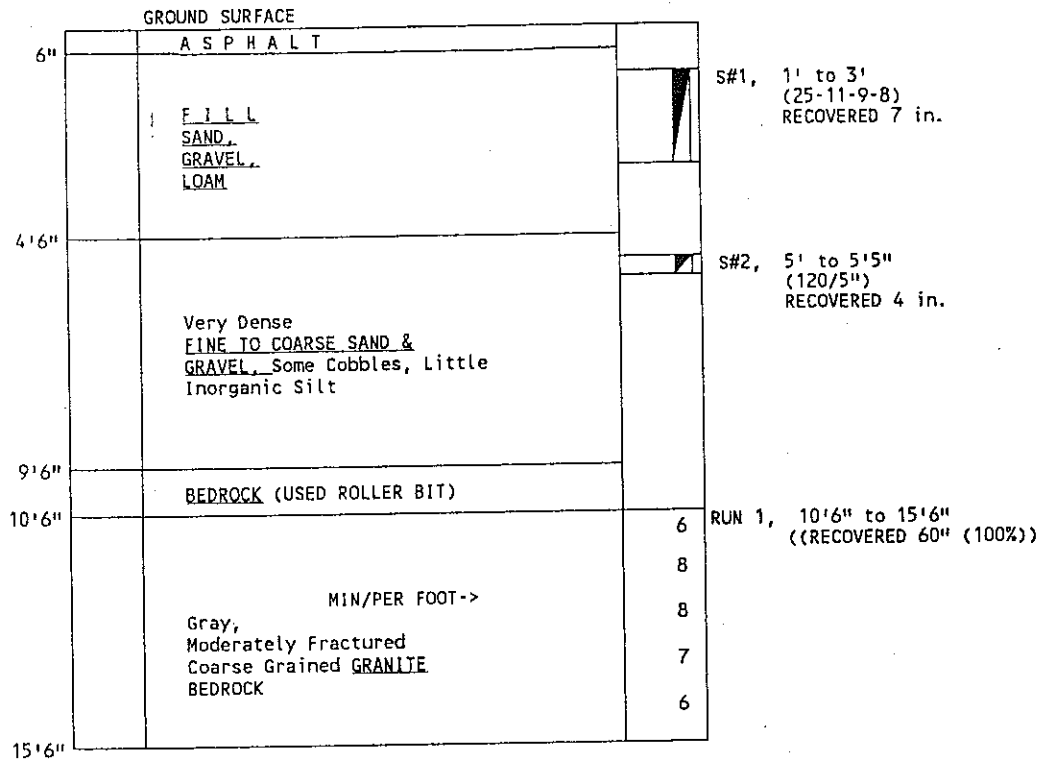 GROUND SURFACE
6"
ASPHALT
S#1, 1' to 3'
(25-11-9-8)
RECOVERED 7 in.
FILL
SAND,
GRAVEL,
LOAM
4'6"
S#2, 5' to 5'5"
(120/5")
RECOVERED 4 in.
Very Dense
FINE TO COARSE SAND &
GRAVEL, Some Cobbles, Little
Inorganic Silt
9'6"
BEDROCK (USED ROLLER BIT)
10'6"
6
RUN 1, 10'6" to 15'6"
((RECOVERED 60" (100%))
8
MIN/PER FOOT->
8
Gray,
Moderately Fractured
Coarse Grained GRANITE
BEDROCK
7
6
15'6"